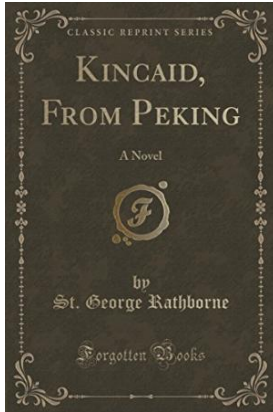 CLASSIC REPRINT SERIES
KINCAID,
FROM PEKING
A NOVEL
F
by
St. George Rathborne
Forgotten Books